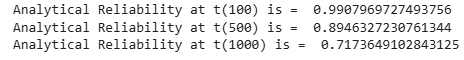 Analytical Reliability at t(100) is =  0.9907969727493756
Analytical Reliability at t(500) is =  0.8946327230761344
Analytical Reliability at t(1000) is =  0.7173649102843125